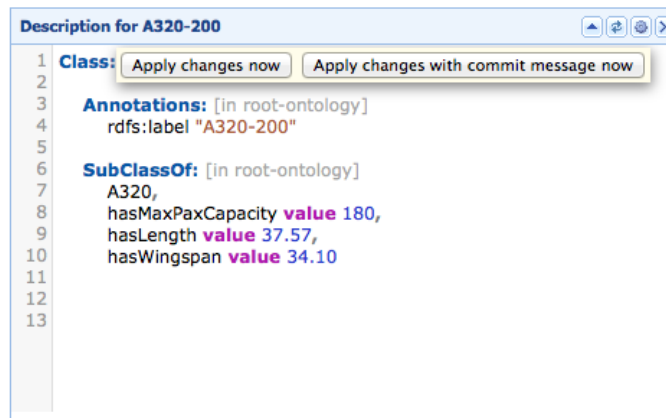 Description for A320-200
1 Class: Apply changes now Apply changes with commit message now
2
3 Annotations: [in root-ontology]
4 rdfs:label "A320-200"
5
6 SubClassOf: [in root-ontology]
7 A320,
8 hasMaxPaxCapacity value 180,
9 hasLength value 37.57,
10 hasWingspan value 34.10
11
12
13